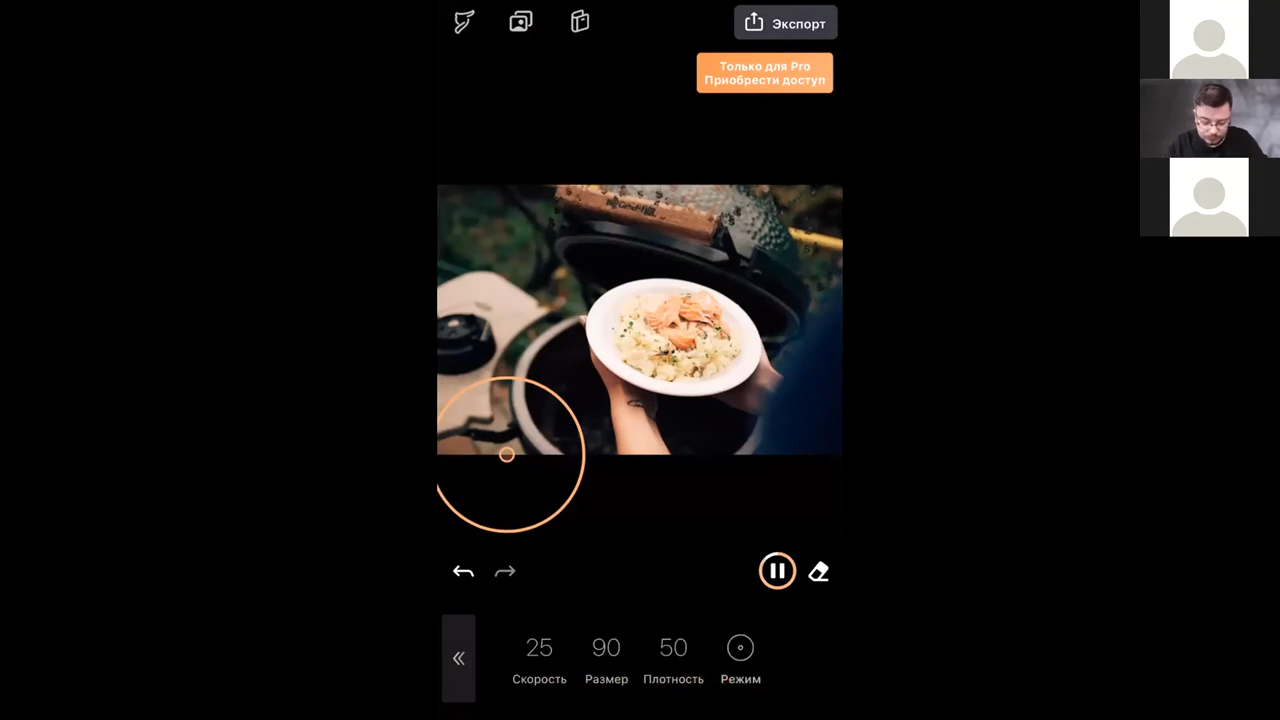 Экспорт
Только для Pro
Приобрести доступ
25 90 50
Скорость Размер Плотность Режим